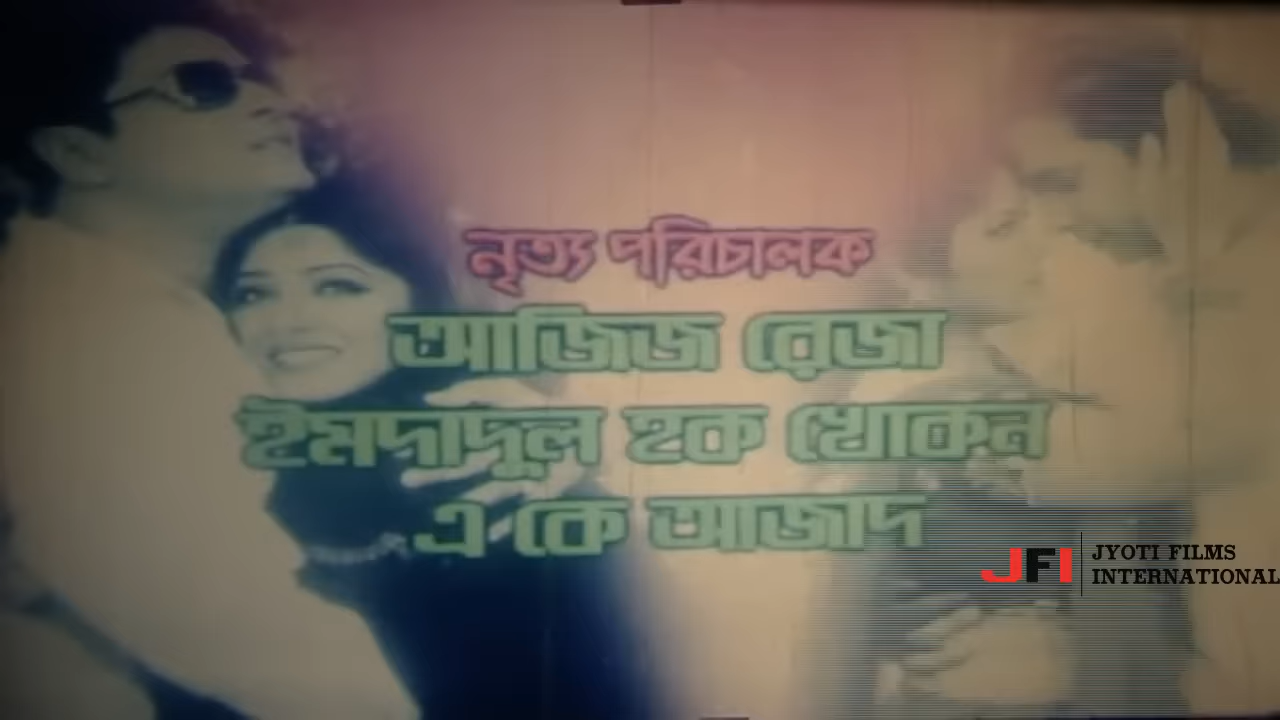 নৃত্য পরিচালক
আজিজ রেজা
ইমদাদুল হক খোকন
এ কে আজাদ
JFI
JYOTI FILMS
INTERNATIONAL